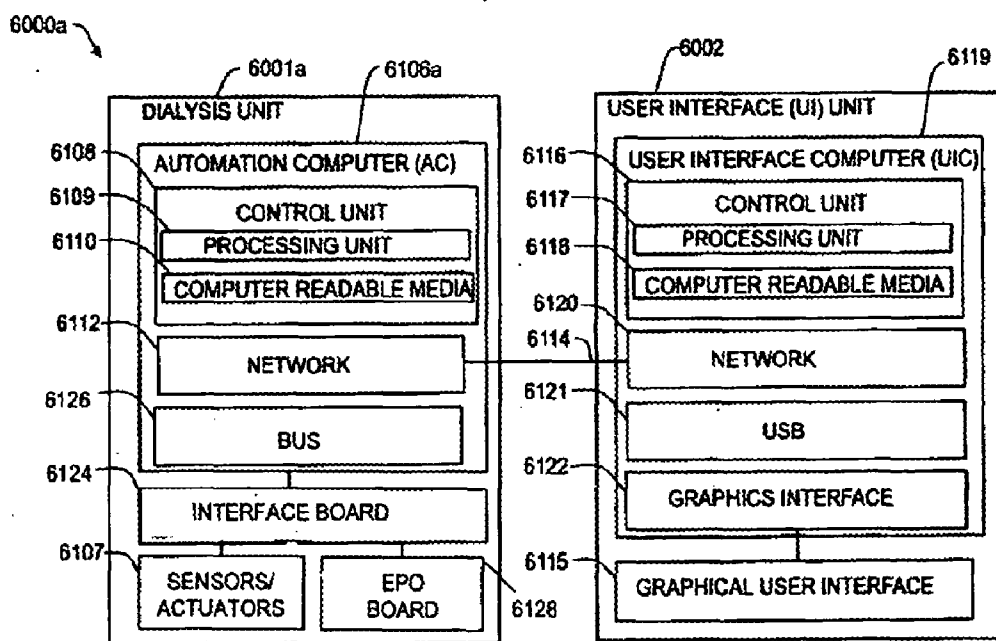 6000a
6001a
6106a
6002
6119
DIALYSIS UNIT
AUTOMATION COMPUTER (AC)
6108
CONTROL UNIT
6109
PROCESSING UNIT
6110
COMPUTER READABLE MEDIA
6112
NETWORK
6126
BUS
6124
INTERFACE BOARD
6107
SENSORS/
ACTUATORS
EPO
BOARD
6128
6114
USER INTERFACE (UI) UNIT
USER INTERFACE COMPUTER (UIC)
6116
CONTROL UNIT
6117
PROCESSING UNIT
6118
COMPUTER READABLE MEDIA
6120
NETWORK
6121
USB
6122
GRAPHICS INTERFACE
6115
GRAPHICAL USER INTERFACE